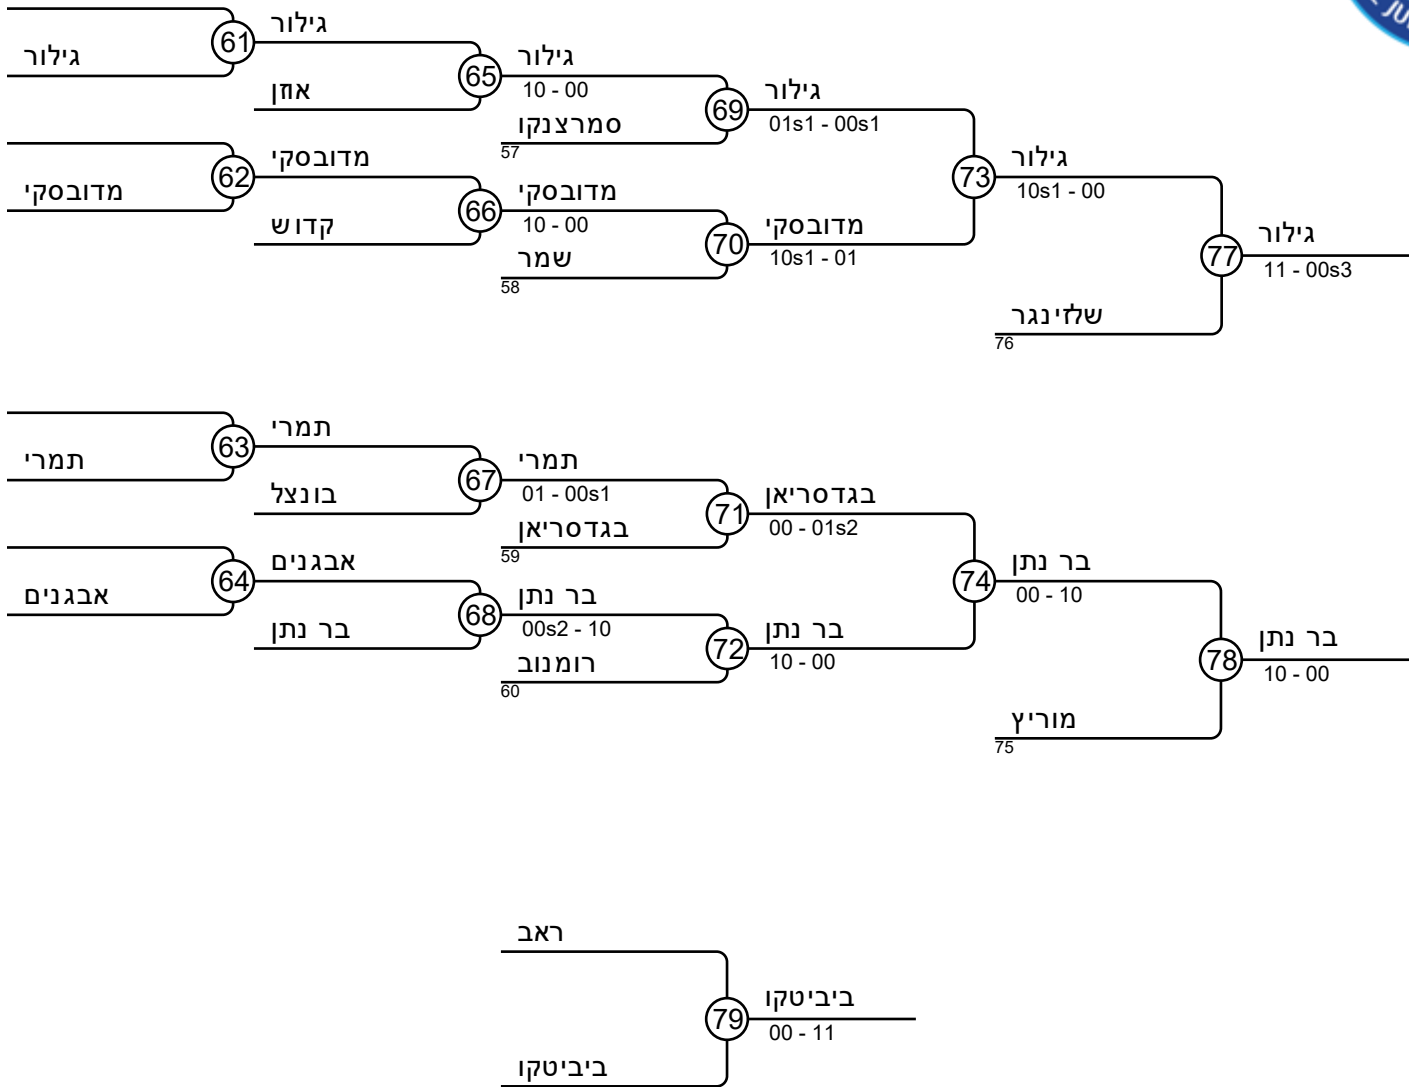 גילור
61
גילור
אוזן
65
גילור
10 - 00
סמרצנקו
57
69
גילור
01s1 - 00s1
מדובסקי
62
מדובסקי
קדוש
66
מדובסקי
10 - 00
שמר
58
70
מדובסקי
10s1 - 01
73
גילור
10s1 - 00
שלזינגר
76
77
גילור
11 - 00s3
תמרי
63
תמרי
בונצל
67
תמרי
01 - 00s1
בגדסריאן
59
71
בגדסריאן
00 - 01s2
אבגנים
64
אבגנים
בר נתן
68
בר נתן
00s2 - 10
רומנוב
60
72
בר נתן
10 - 00
74
בר נתן
00 - 10
מוריץ
75
78
בר נתן
10 - 00
ראב
ביביטקו
79
ביביטקו
00 - 11